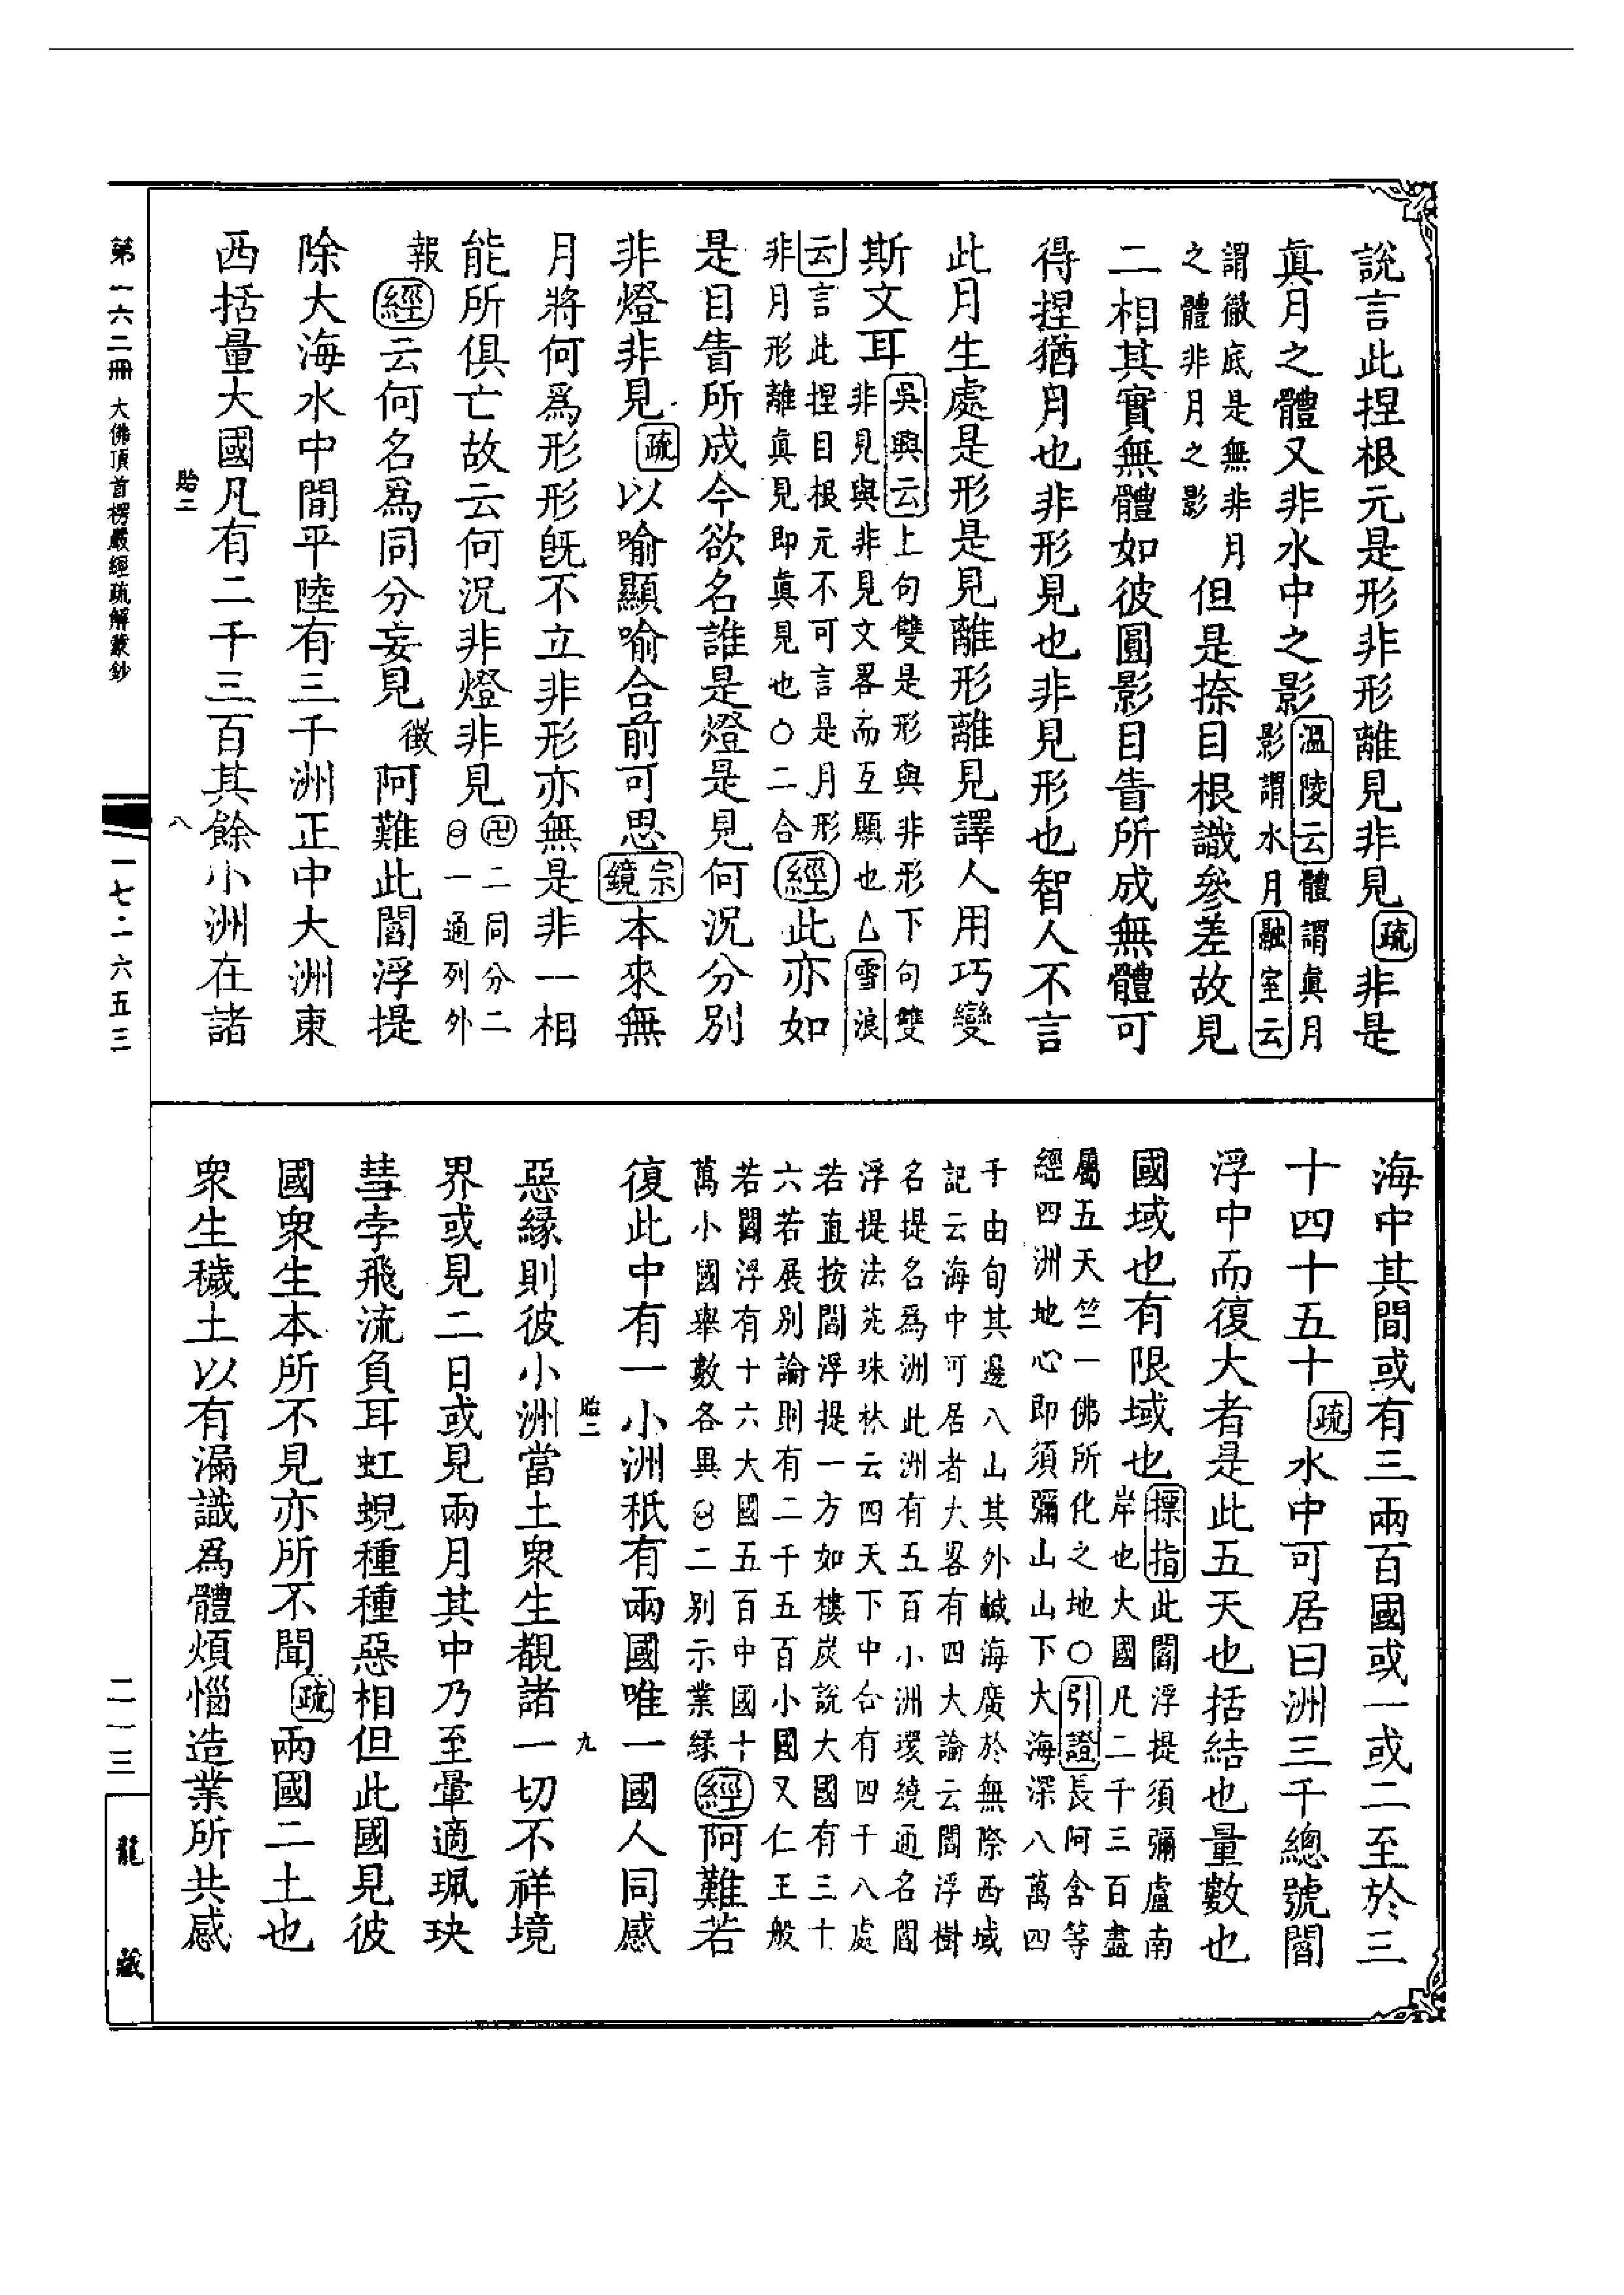 說言此揑根元是形非形離見非見疏非是
眞月之體又非水中之影溫陵云體謂眞月
影謂水月融室云
謂徹底是無非月
之體非月之影
但是捺目根識參差故見
二相其實無體如彼圓影目眚所成無體可
得揑猶月也非形見也非見形也智人不言
此月生處是形是見離形離見譯人用巧變
斯文耳吳興云上句雙是形與非形下句雙
非見與非見文畧而互顯也△雪浪
云言此揑目根元不可言是月形
非月形離眞見即眞見也○二合經此亦如
是目眚所成今欲名誰是燈是見何況分別
非燈非見疏以喻顯喻合前可思宗鏡本來無
月將何爲形形旣不立非形亦無是非一相
能所俱亡故云何況非燈非見卍二同分二
一通列外
報經云何名爲同分妄見徵阿難此閻浮提
除大海水中間平陸有三千洲正中大洲東
西括量大國凡有二千三百其餘小洲在諸
胎二
八
海中其間或有三兩百國或一或二至於三
十四十五十疏水中可居曰洲三千總號閻
浮中而復大者是此五天也括結也量數也
國域也有限域也標指此閻浮提須彌盧南
岸也大國凡二千三百盡
屬五天竺一佛所化之地○引證長阿含等
經四洲地心即須彌山山下大海深八萬四
千由旬其邊八山其外鹹海廣於無際西域
記云海中可居者大畧有四大論云閻浮樹
名提名爲洲此洲有五百小洲環繞通名閻
浮提法苑珠林云四天下中合有四千八處
若直按閻浮提一方如樓炭說大國有三十
六若展別論則有二千五百小國又仁王般
若閻浮有十六大國五百中國十
萬小國舉數各異二別示業緣經阿難若
復此中有一小洲秖有兩國唯一國人同感
胎二
九
惡緣則彼小洲當土衆生覩諸一切不祥境
界或見二日或見兩月其中乃至暈適珮玦
彗孛飛流負耳虹蜺種種惡相但此國見彼
國衆生本所不見亦所不聞疏兩國二土也
衆生穢土以有漏識爲體煩惱造業所共感
第一六二冊 大佛頂首楞嚴經疏解蒙鈔
一七二六五三
二一三
龍藏